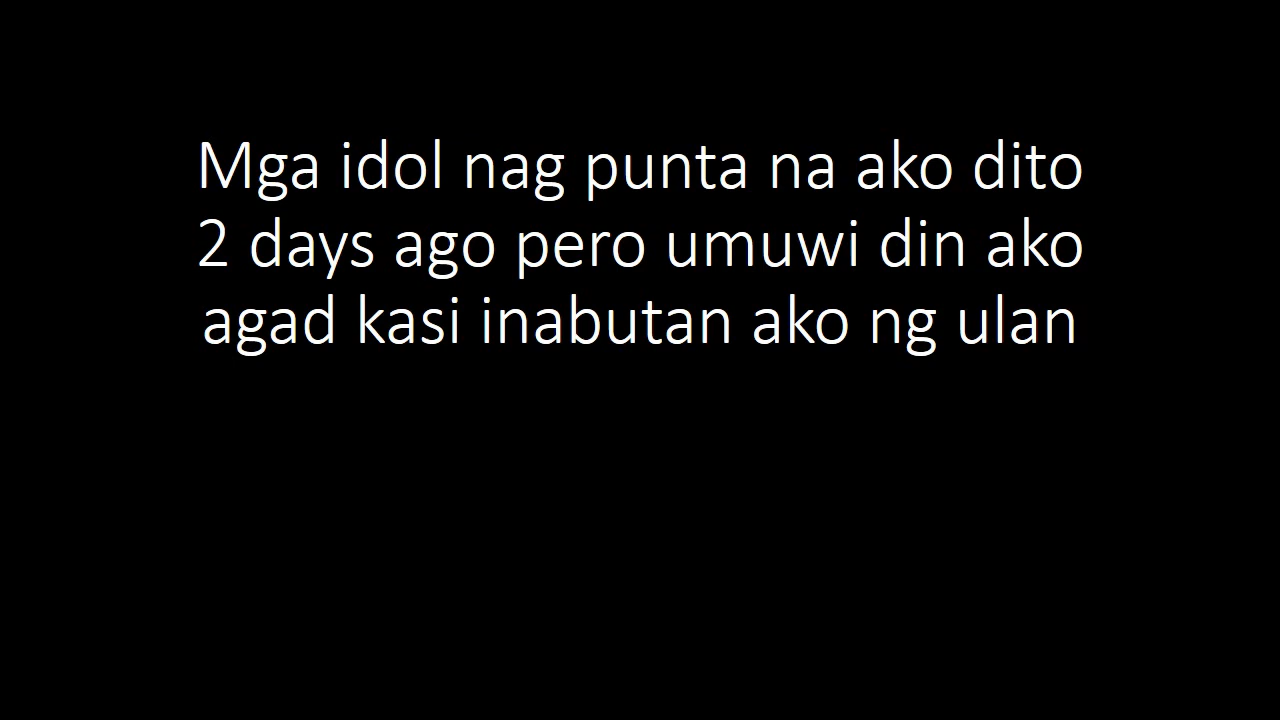 Mga idol nag punta na ako dito
2 days ago pero umuwi din ako
agad kasi inabutan ako ng ulan